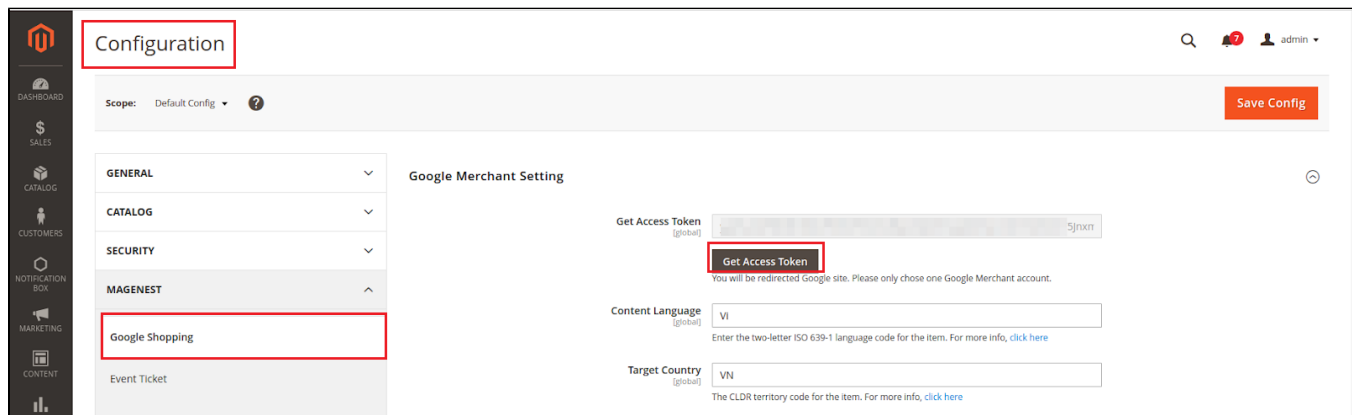 Configuration
7
admin
DASHBOARD
Scope: Default Config ?
Save Config
$
SALES
CATALOG
CUSTOMERS
NOTIFICATION
BOX
MARKETING
CONTENT
GENERAL
CATALOG
SECURITY
MAGENEST
Google Shopping
Event Ticket
Google Merchant Setting
Get Access Token
[global]
Get Access Token
You will be redirected Google site. Please only chose one Google Merchant account.
Content Language
[global]
VI
Enter the two-letter ISO 639-1 language code for the item. For more info, click here
Target Country
[global]
VN
The CLDR territory code for the item. For more info, click here